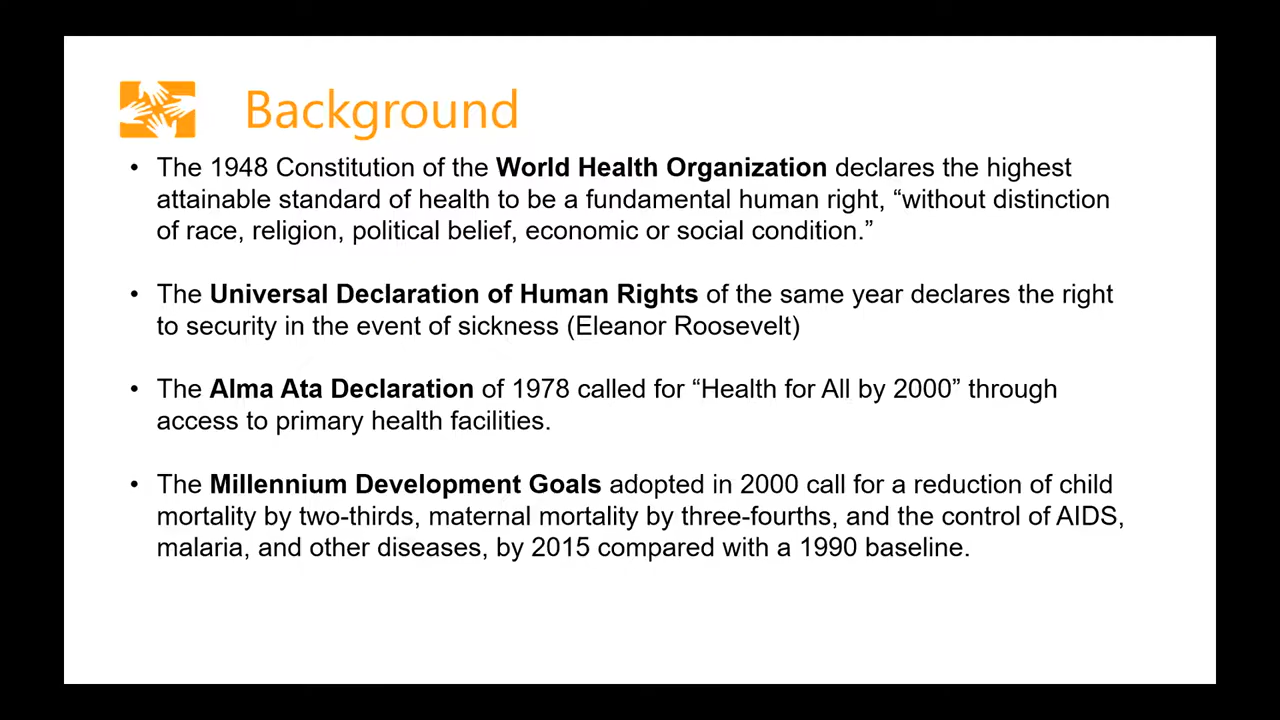 Background
• The 1948 Constitution of the World Health Organization declares the highest
attainable standard of health to be a fundamental human right, “without distinction
of race, religion, political belief, economic or social condition.”
• The Universal Declaration of Human Rights of the same year declares the right
to security in the event of sickness (Eleanor Roosevelt)
• The Alma Ata Declaration of 1978 called for “Health for All by 2000” through
access to primary health facilities.
• The Millennium Development Goals adopted in 2000 call for a reduction of child
mortality by two-thirds, maternal mortality by three-fourths, and the control of AIDS,
malaria, and other diseases, by 2015 compared with a 1990 baseline.